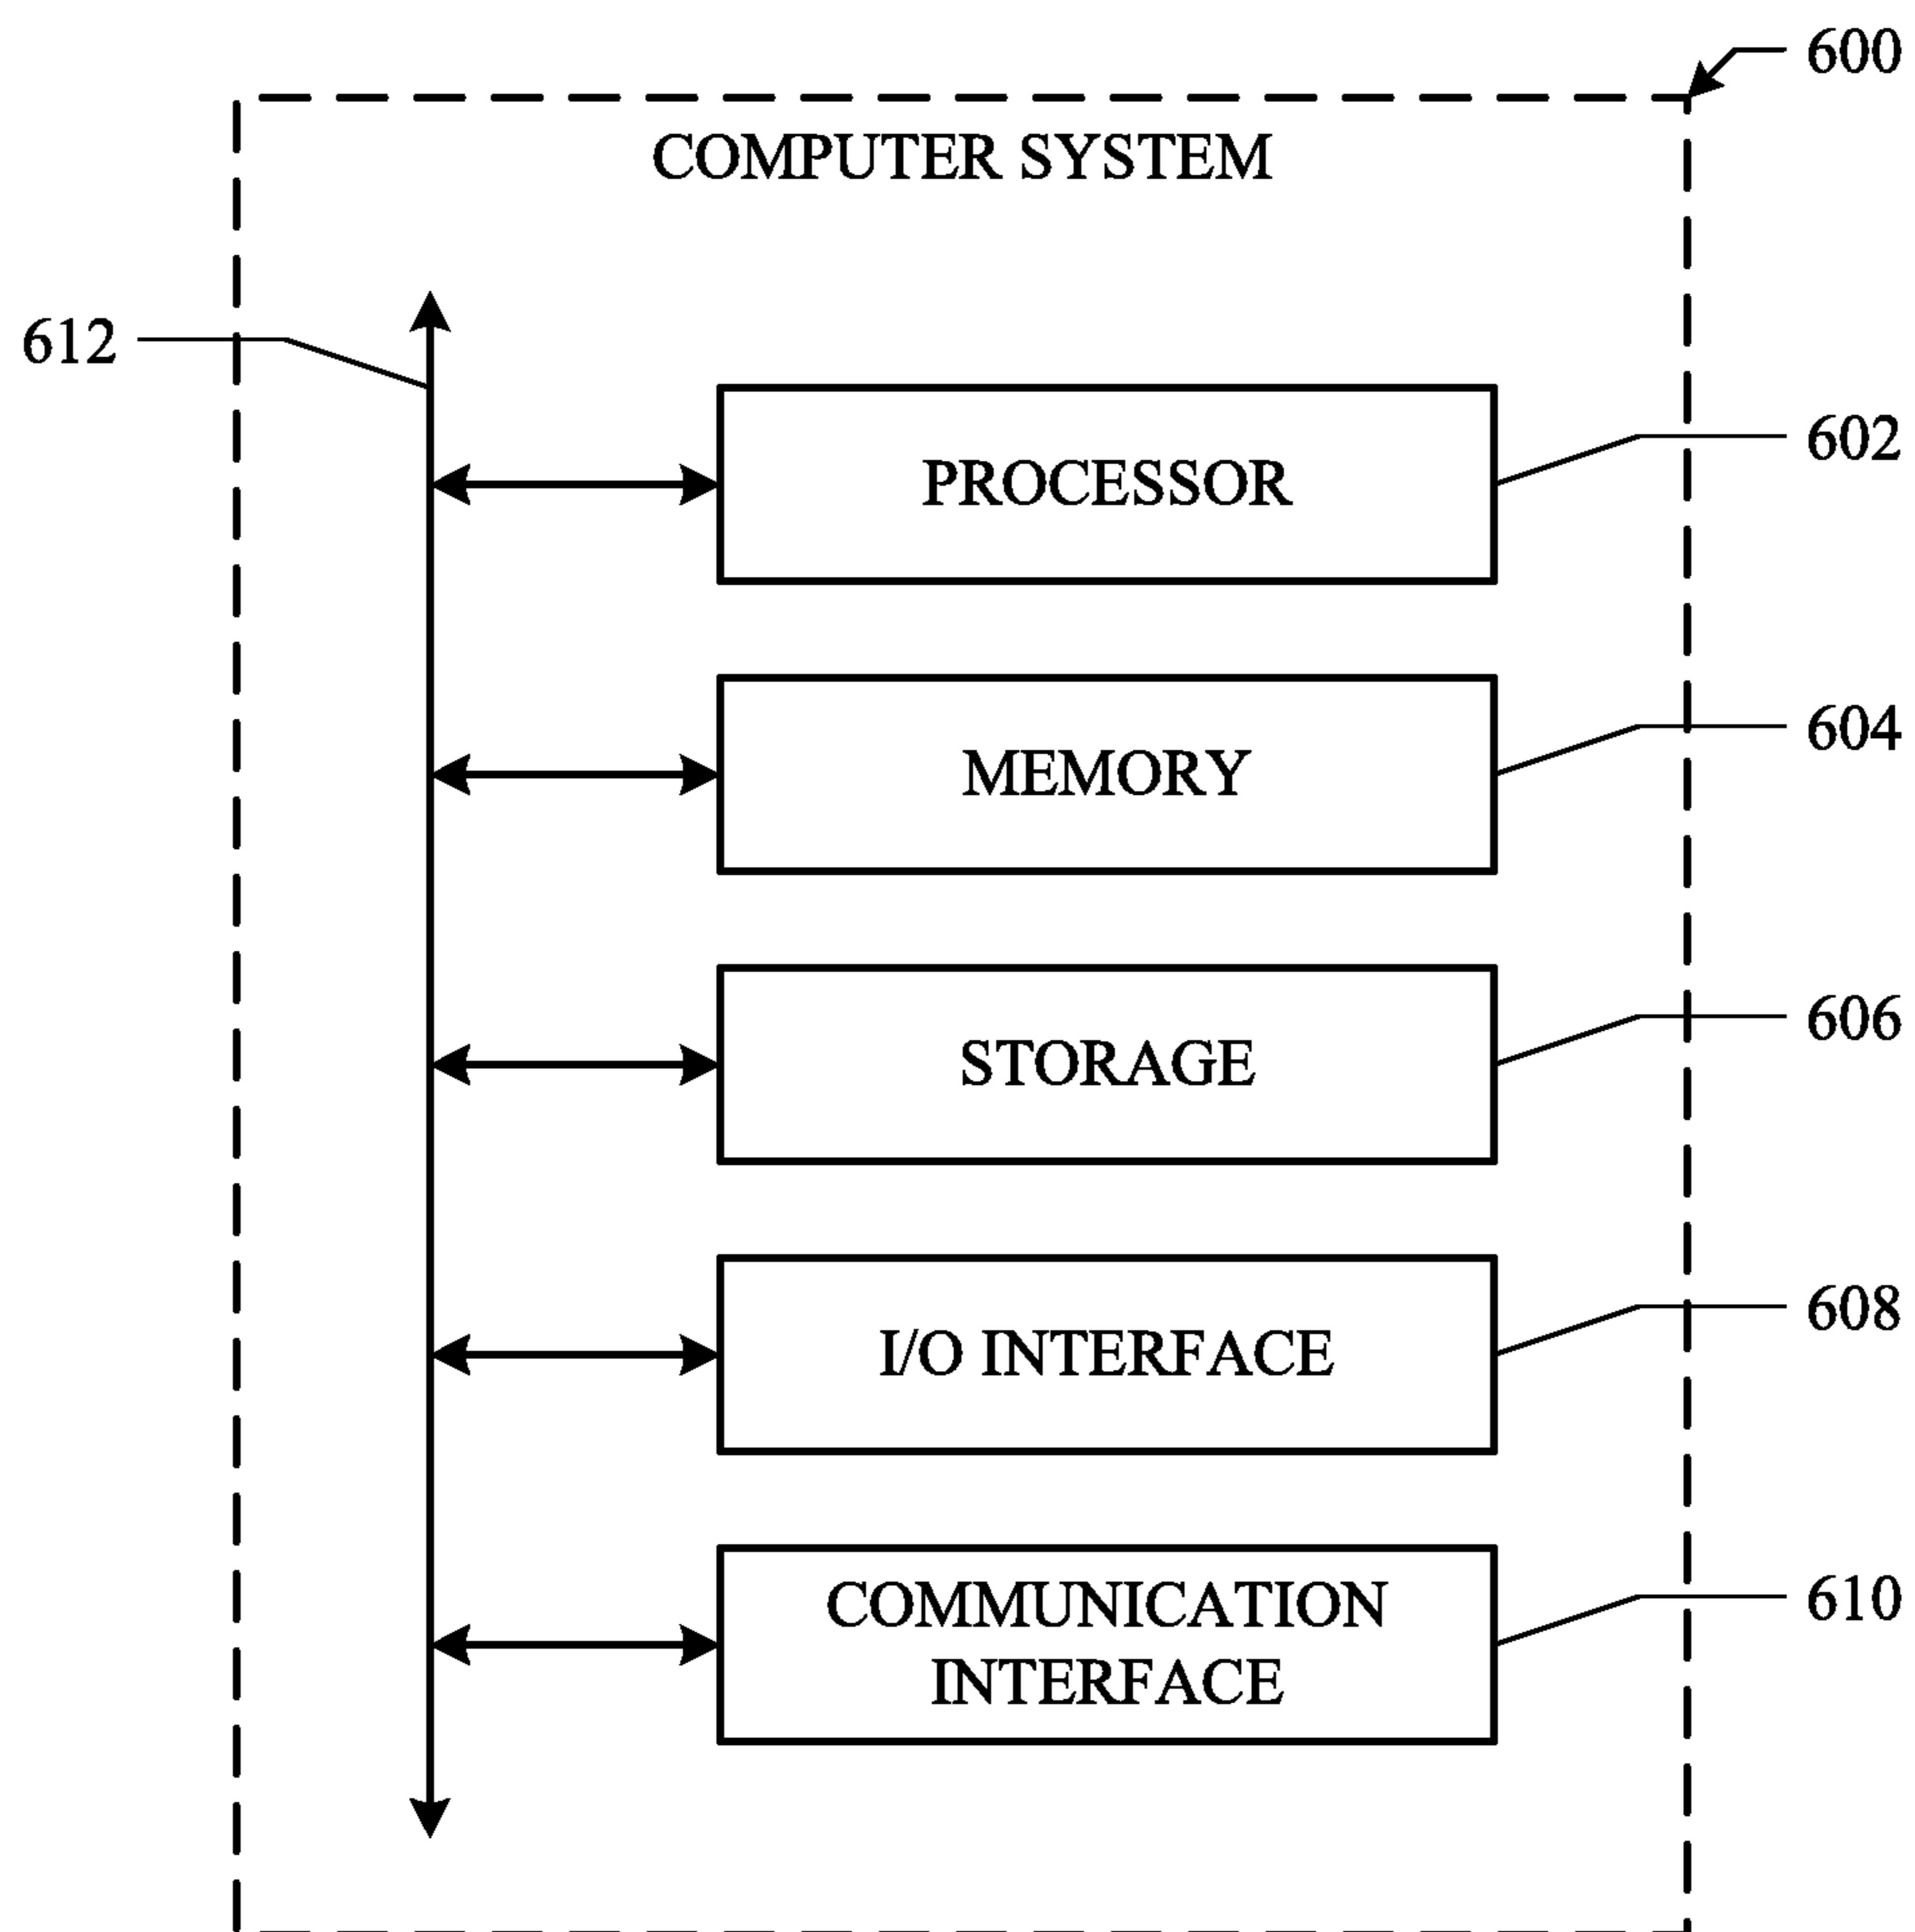 600
COMPUTER SYSTEM
612
PROCESSOR
602
MEMORY
604
STORAGE
606
I/O INTERFACE
608
COMMUNICATION
INTERFACE
610